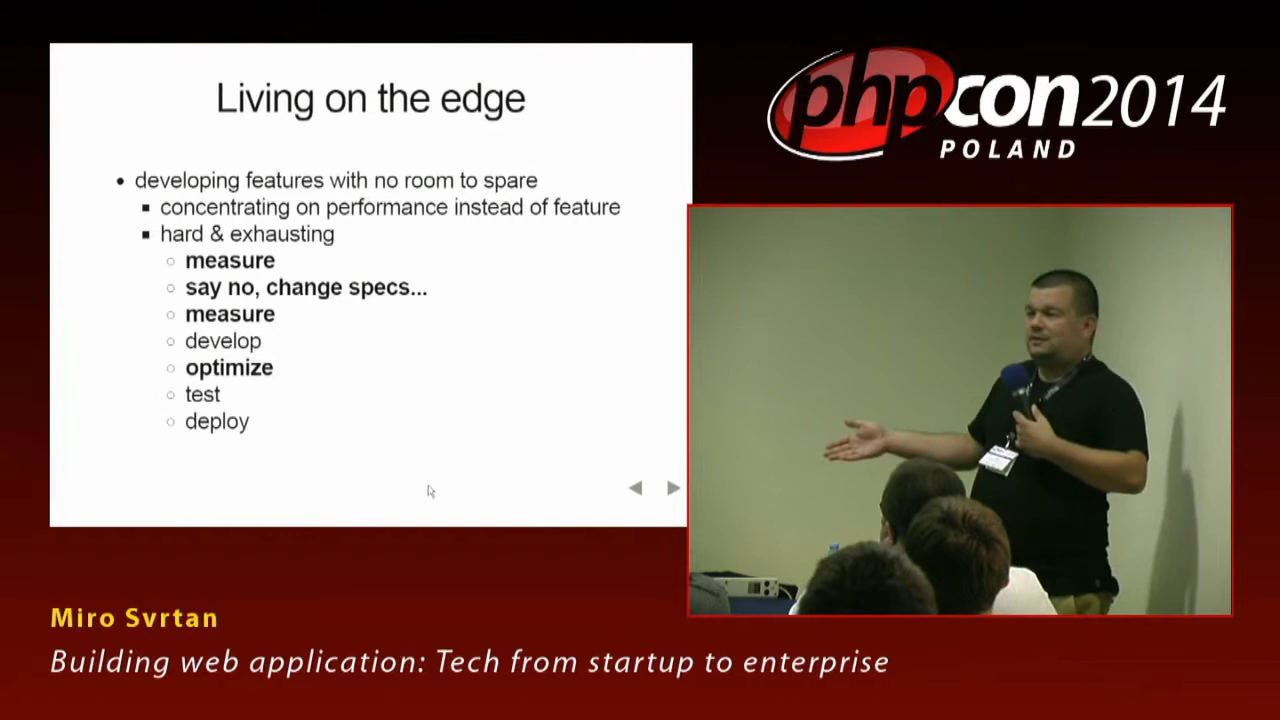 Living on the edge
developing features with no room to spare
concentrating on performance instead of feature
hard & exhausting
measure
say no, change specs...
measure
develop
optimize
test
deploy
phpcon2014
POLAND
Miro Svrtan
Building web application: Tech from startup to enterprise